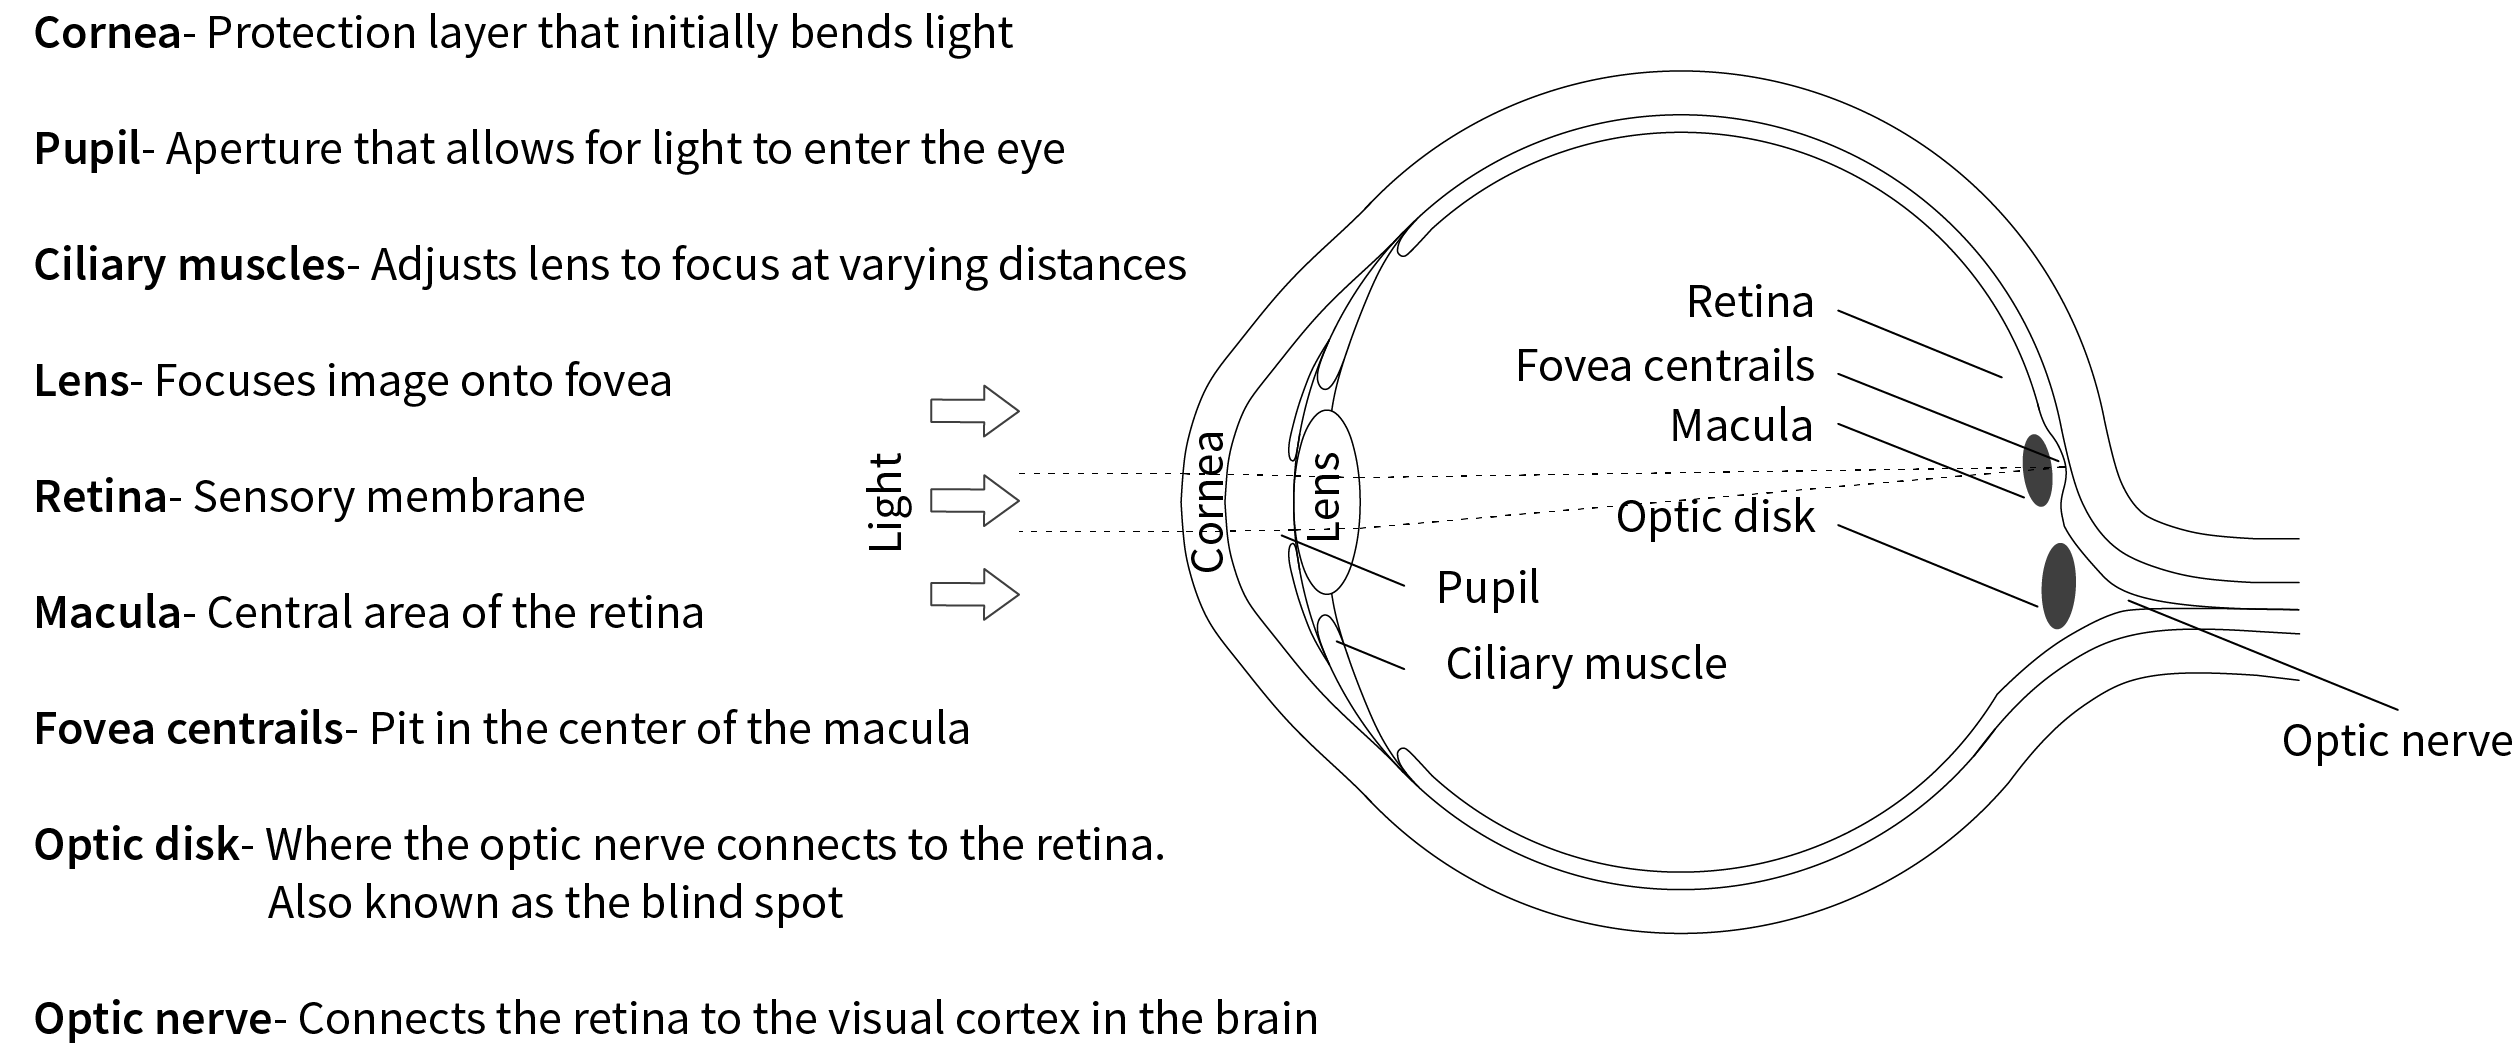 Cornea- Protection layer that initially bends light
Pupil- Aperture that allows for light to enter the eye
Ciliary muscles- Adjusts lens to focus at varying distances
Lens- Focuses image onto fovea
Retina- Sensory membrane
Macula- Central area of the retina
Fovea centrails- Pit in the center of the macula
Optic disk- Where the optic nerve connects to the retina.
Also known as the blind spot
Optic nerve- Connects the retina to the visual cortex in the brain
Light
Cornea
Lens
Retina
Fovea centrails
Macula
Optic disk
Pupil
Ciliary muscle
Optic nerve